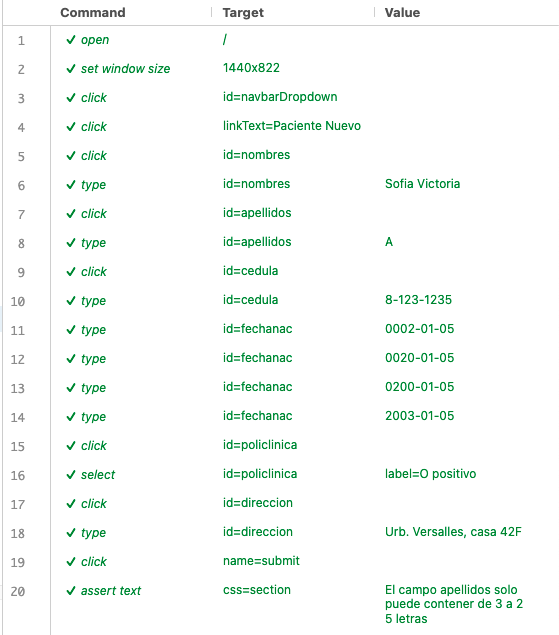 Command Target Value
1 ✓ open /
2 ✓ set window size 1440x822
3 ✓ click id=navbarDropdown
4 ✓ click linkText=Paciente Nuevo
5 ✓ click id=nombres
6 ✓ type id=nombres Sofia Victoria
7 ✓ click id=apellidos
8 ✓ type id=apellidos A
9 ✓ click id=cedula
10 ✓ type id=cedula 8-123-1235
11 ✓ type id=fechanac 0002-01-05
12 ✓ type id=fechanac 0020-01-05
13 ✓ type id=fechanac 0200-01-05
14 ✓ type id=fechanac 2003-01-05
15 ✓ click id=policlinica
16 ✓ select id=policlinica label=O positivo
17 ✓ click id=direccion
18 ✓ type id=direccion Urb. Versalles, casa 42F
19 ✓ click name=submit
20 ✓ assert text css=section El campo apellidos solo
puede contener de 3 a 2
5 letras